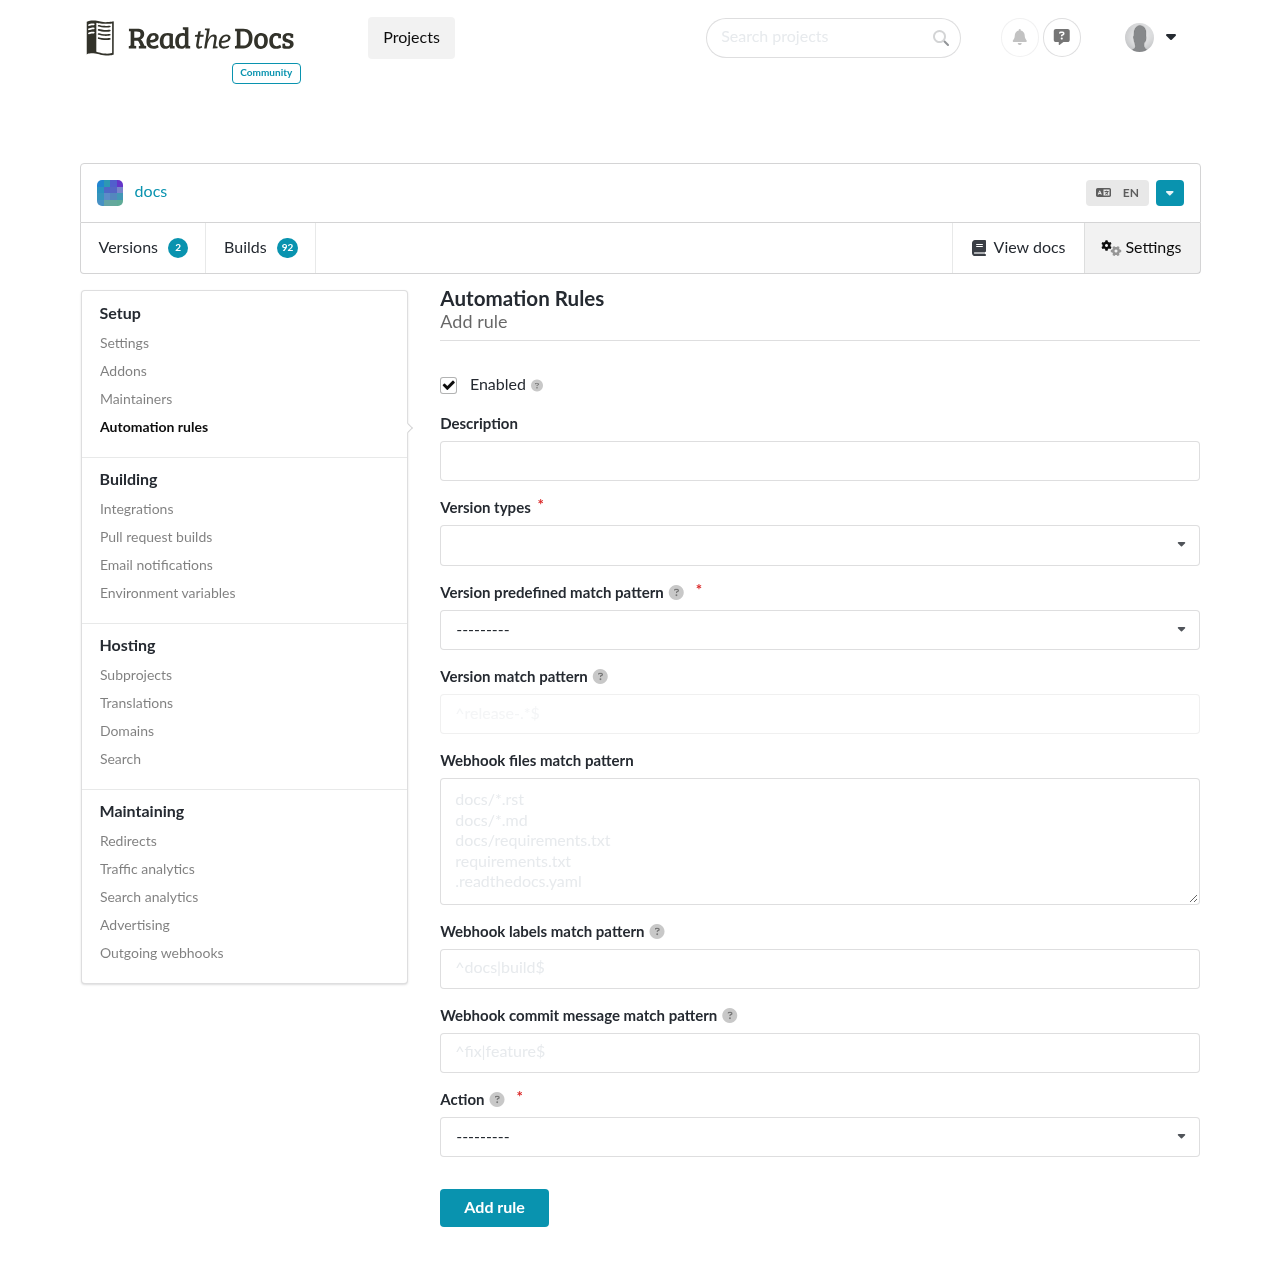 Read the Docs
Community
Projects
Search projects
docs
EN
Versions 2
Builds 92
View docs
Settings
Setup
Settings
Addons
Maintainers
Automation rules
Building
Integrations
Pull request builds
Email notifications
Environment variables
Hosting
Subprojects
Translations
Domains
Search
Maintaining
Redirects
Traffic analytics
Search analytics
Advertising
Outgoing webhooks
Automation Rules
Add rule
Enabled
Description
Version types *
Version predefined match pattern *
---------
Version match pattern
^release-.*$
Webhook files match pattern
docs/*.rst
docs/*.md
docs/requirements.txt
requirements.txt
.readthedocs.yaml
Webhook labels match pattern
^docs|build$
Webhook commit message match pattern
^fix|feature$
Action *
---------
Add rule